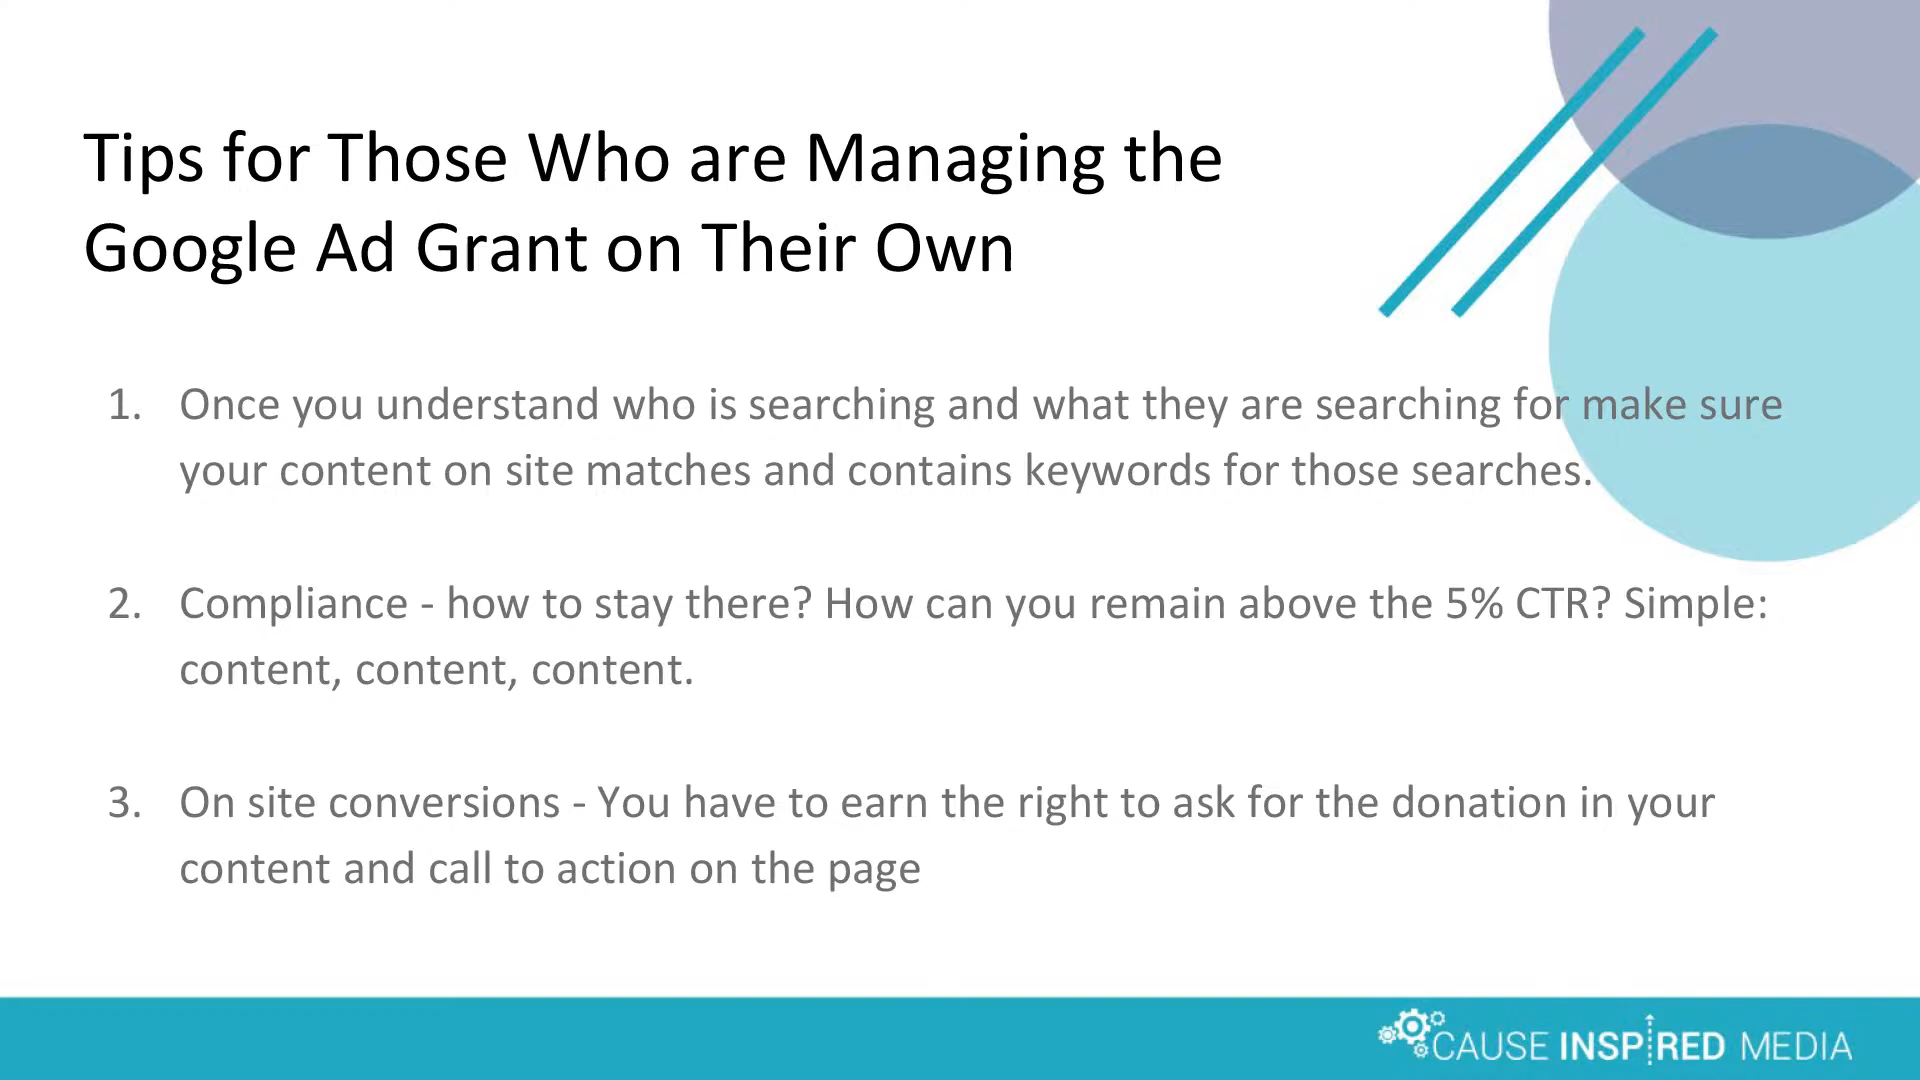 Tips for Those Who are Managing the
Google Ad Grant on Their Own
1. Once you understand who is searching and what they are searching for make sure
your content on site matches and contains keywords for those searches.
2. Compliance - how to stay there? How can you remain above the 5% CTR? Simple:
content, content, content.
3. On site conversions - You have to earn the right to ask for the donation in your
content and call to action on the page
CAUSE INSPIRED MEDIA